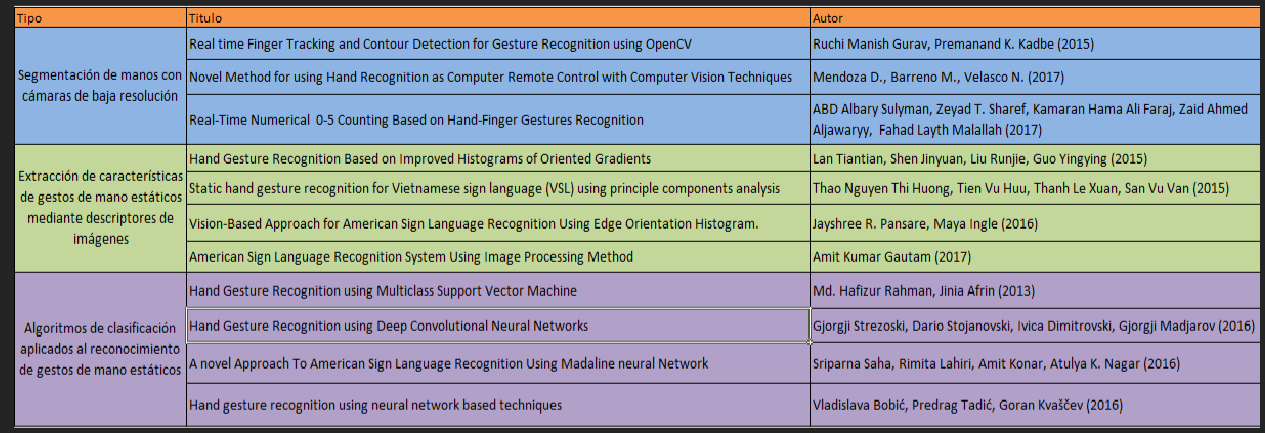 Tipo
Titulo
Autor
Segmentación de manos con
cámaras de baja resolución
Real time Finger Tracking and Contour Detection for Gesture Recognition using OpenCV
Ruchi Manish Gurav, Premanand K. Kadbe (2015)
Novel Method for using Hand Recognition as Computer Remote Control with Computer Vision Techniques
Mendoza D., Barreno M., Velasco N. (2017)
Real-Time Numerical 0-5 Counting Based on Hand-Finger Gestures Recognition
ABD Albary Sulyman, Zeyad T. Sharef, Kamaran Hama Ali Faraj, Zaid Ahmed
Aljawaryy, Fahad Layth Malallah (2017)
Extracción de características
de gestos de mano estáticos
mediante descriptores de
imágenes
Hand Gesture Recognition Based on Improved Histograms of Oriented Gradients
Lan Tiantian, Shen Jinyuan, Liu Runjie, Guo Yingying (2015)
Static hand gesture recognition for Vietnamese sign language (VSL) using principle components analysis
Thao Nguyen Thi Huong, Tien Vu Huu, Thanh Le Xuan, San Vu Van (2015)
Vision-Based Approach for American Sign Language Recognition Using Edge Orientation Histogram.
Jayshree R. Pansare, Maya Ingle (2016)
American Sign Language Recognition System Using Image Processing Method
Amit Kumar Gautam (2017)
Algoritmos de clasificación
aplicados al reconocimiento
de gestos de mano estáticos
Hand Gesture Recognition using Multiclass Support Vector Machine
Md. Hafizur Rahman, Jinia Afrin (2013)
Hand Gesture Recognition using Deep Convolutional Neural Networks
Gjorgji Strezoski, Dario Stojanovski, Ivica Dimitrovski, Gjorgji Madjarov (2016)
A novel Approach To American Sign Language Recognition Using Madaline neural Network
Sriparna Saha, Rimita Lahiri, Amit Konar, Atulya K. Nagar (2016)
Hand gesture recognition using neural network based techniques
Vladislava Bobić, Predrag Tadić, Goran Kvaščev (2016)